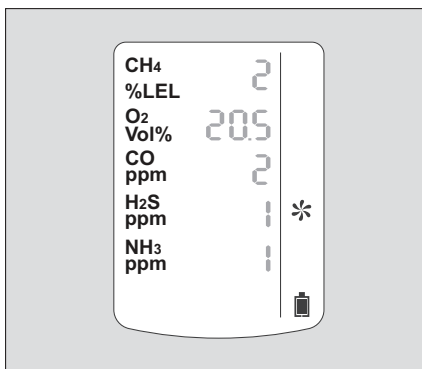 CH4 2
%LEL
O2
Vol% 20.5
CO 2
ppm
H2S 1
ppm
NH3 1
ppm